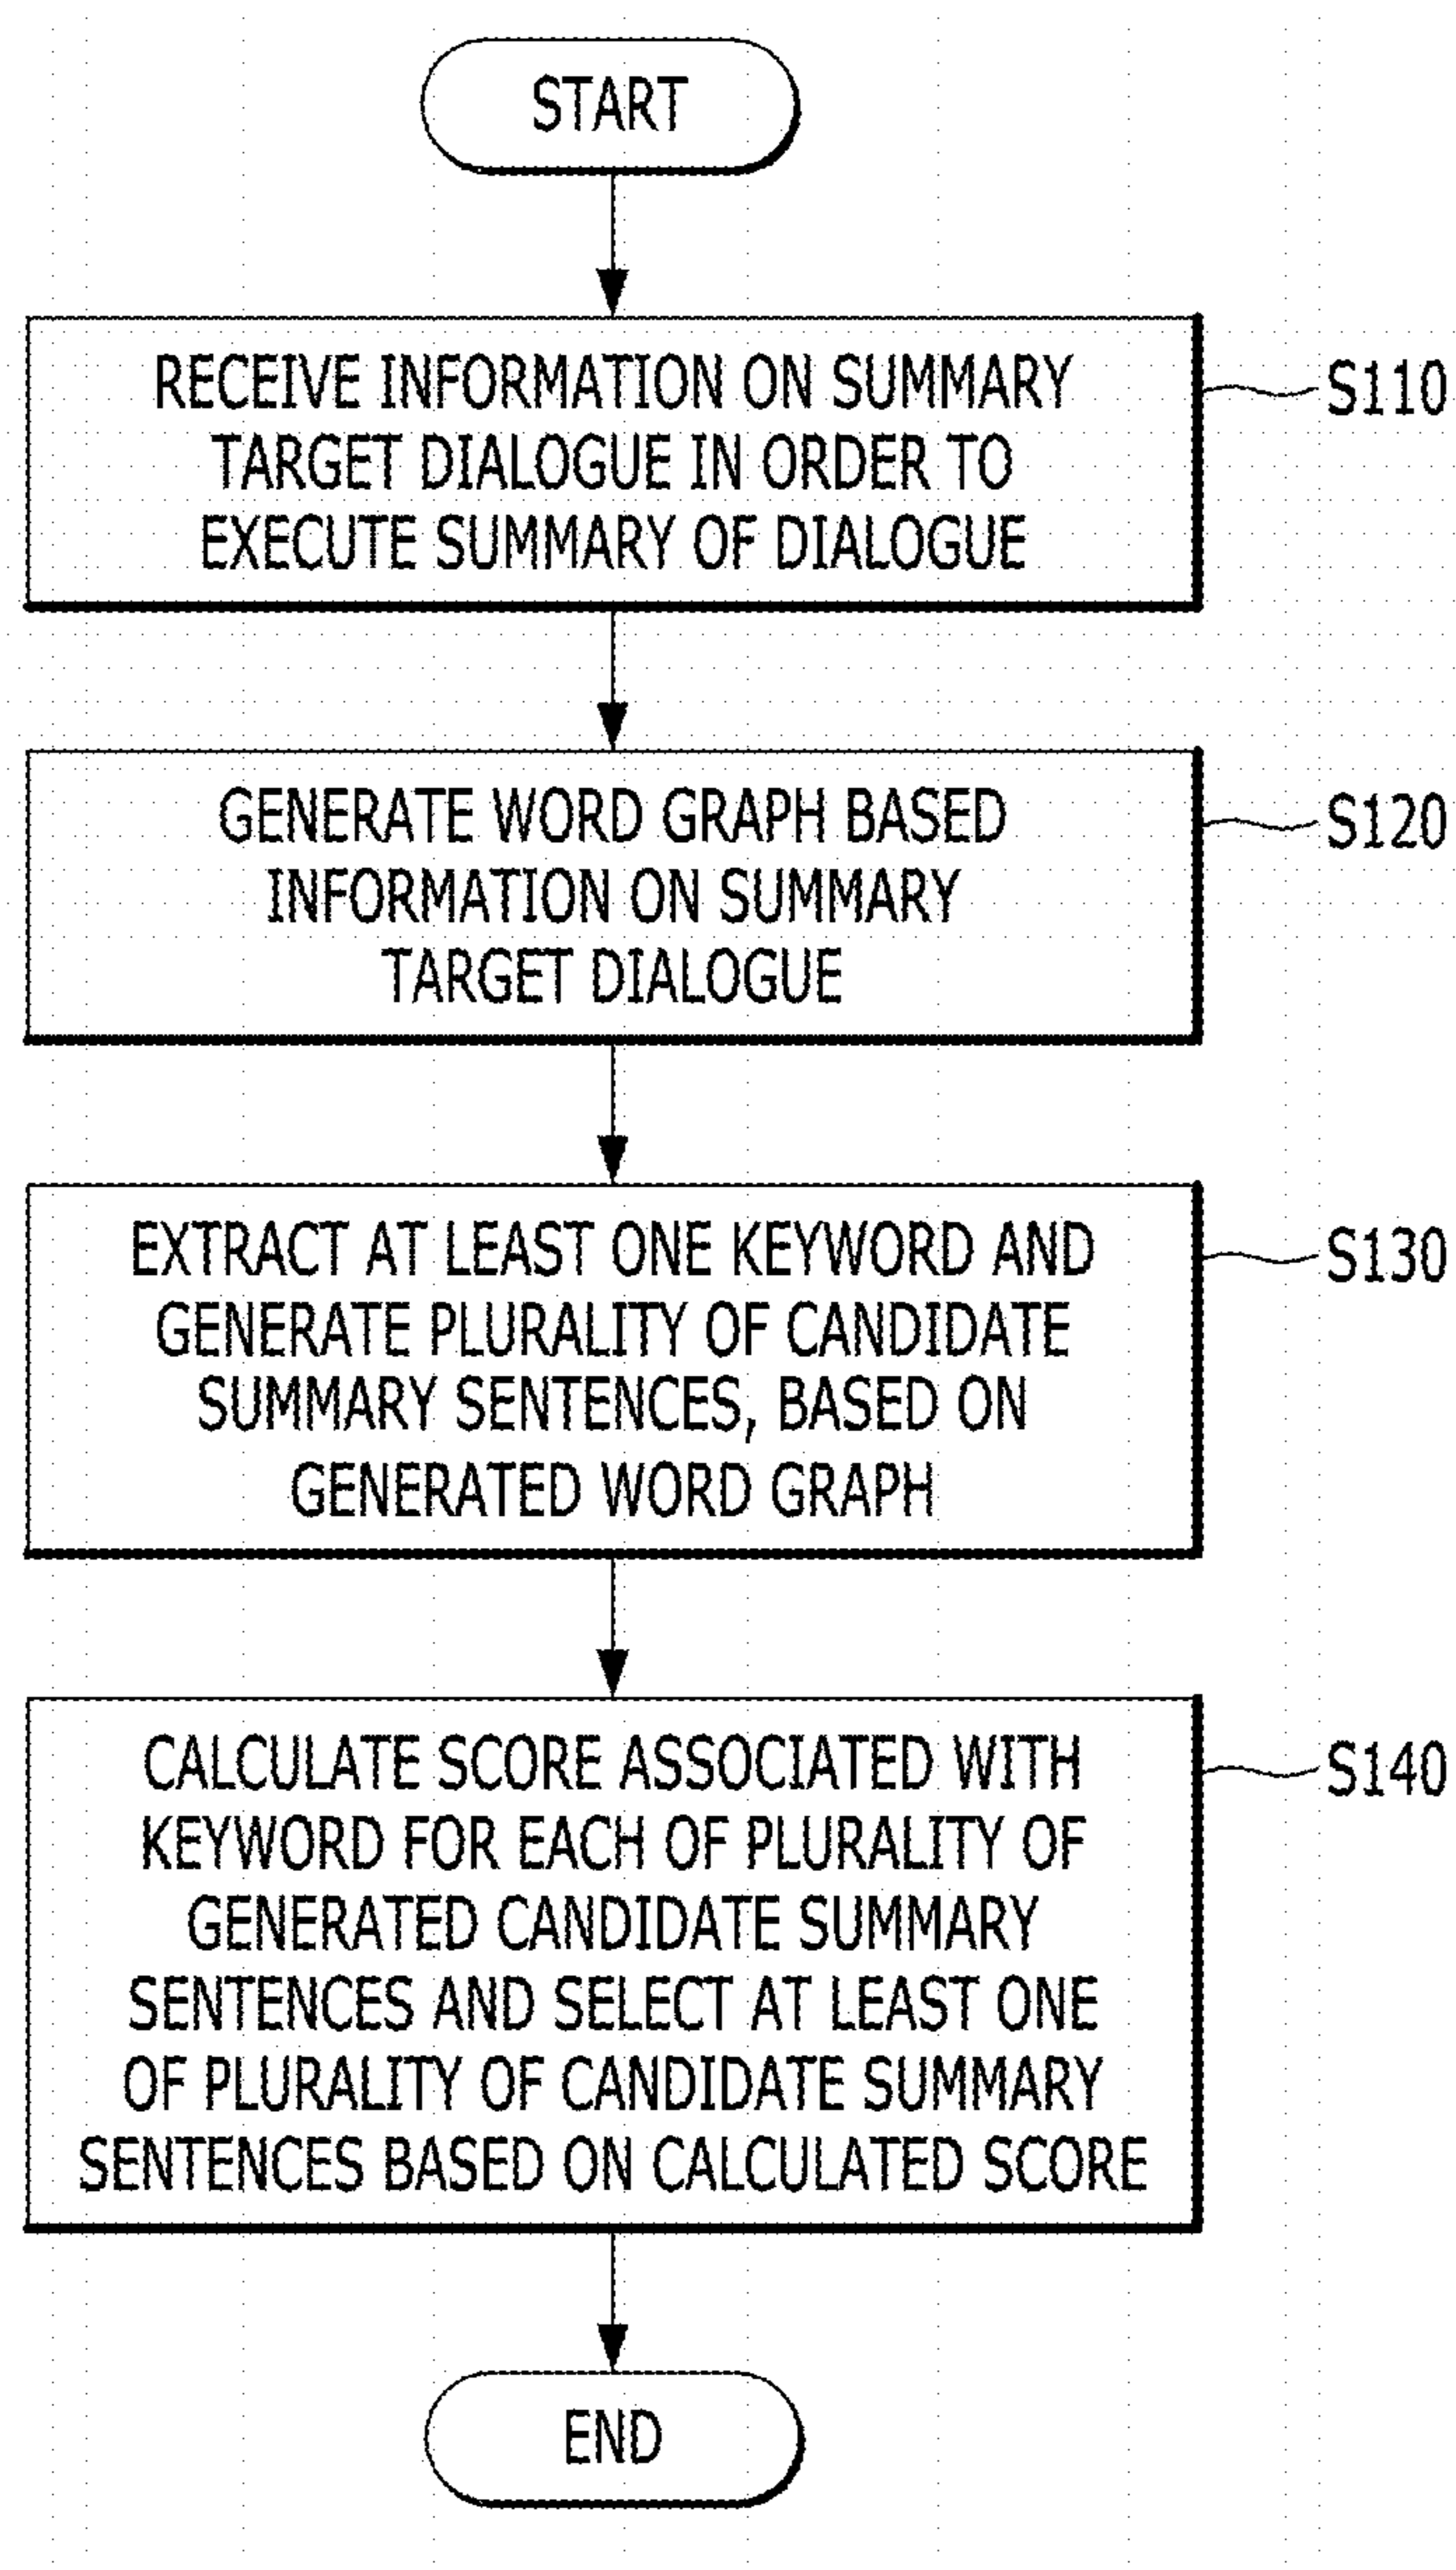 START
RECEIVE INFORMATION ON SUMMARY
TARGET DIALOGUE IN ORDER TO
EXECUTE SUMMARY OF DIALOGUE
S110
GENERATE WORD GRAPH BASED
INFORMATION ON SUMMARY
TARGET DIALOGUE
S120
EXTRACT AT LEAST ONE KEYWORD AND
GENERATE PLURALITY OF CANDIDATE
SUMMARY SENTENCES, BASED ON
GENERATED WORD GRAPH
S130
CALCULATE SCORE ASSOCIATED WITH
KEYWORD FOR EACH OF PLURALITY OF
GENERATED CANDIDATE SUMMARY
SENTENCES AND SELECT AT LEAST ONE
OF PLURALITY OF CANDIDATE SUMMARY
SENTENCES BASED ON CALCULATED SCORE
S140
END